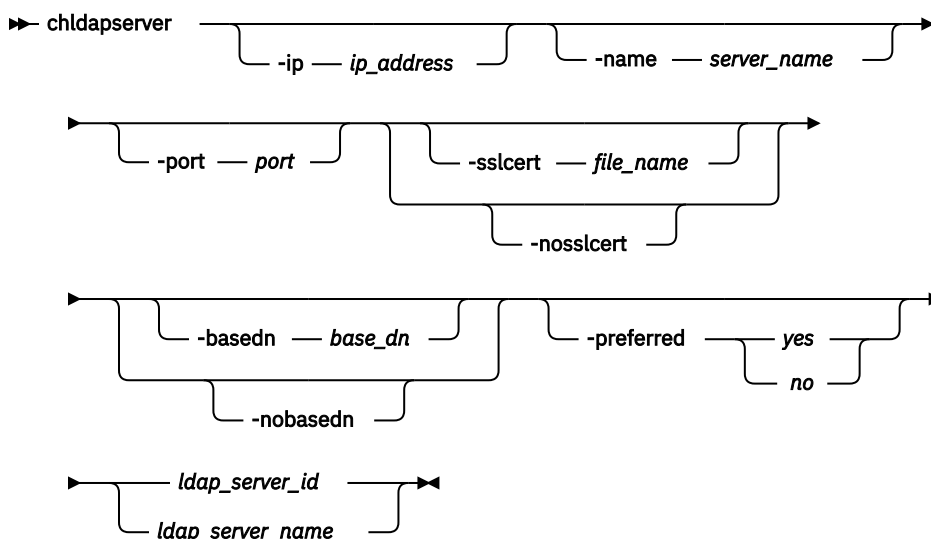 chldapserver
-ip ip_address -name server_name
-port port -sslcert file_name
-nosslcert
-basedn base_dn -preferred yes
no
-nobasedn
ldap_server_id
ldap_server_name